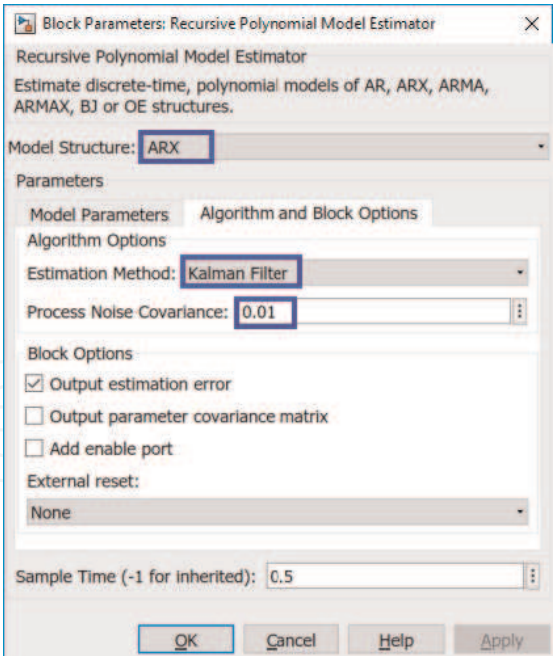 Block Parameters: Recursive Polynomial Model Estimator
Recursive Polynomial Model Estimator
Estimate discrete-time, polynomial models of AR, ARX, ARMA,
ARMAX, BJ or OE structures.
Model Structure: ARX
Parameters
Model Parameters Algorithm and Block Options
Algorithm Options
Estimation Method: Kalman Filter
Process Noise Covariance: 0.01
Block Options
Output estimation error
Output parameter covariance matrix
Add enable port
External reset:
None
Sample Time (-1 for inherited): 0.5
OK Cancel Help Apply